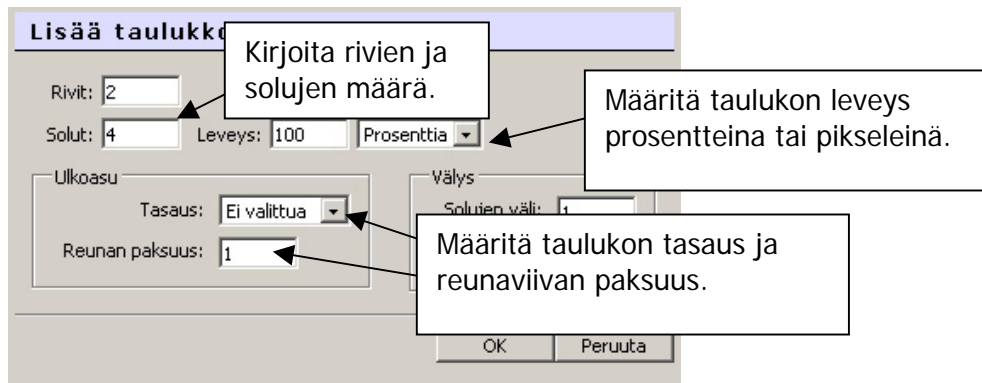 Lisää taulukko
Kirjoita rivien ja
solujen määrä.
Rivit: 2
Solut: 4
Leveys: 100
Prosenttia
Määritä taulukon leveys
prosentteina tai pikseleinä.
Ulkoasu
Tasaus: Ei valittua
Reunan paksuus: 1
Välys
Solujen väli: 1
Määritä taulukon tasaus ja
reunaviivan paksuus.
OK
Peruuta